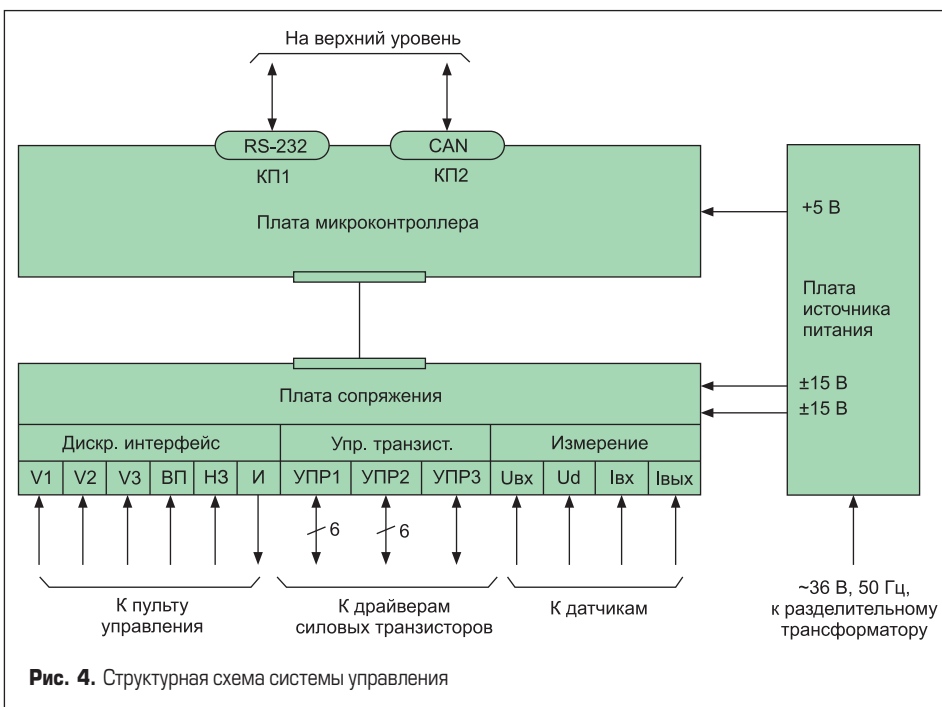 На верхний уровень
RS-232
CAN
КП1
КП2
Плата микроконтроллера
+5 В
Плата
источника
питания
±15 В
±15 В
Плата сопряжения
Дискр. интерфейс
Упр. транзист.
Измерение
V1
V2
V3
ВП
НЗ
И
УПР1
УПР2
УПР3
Uвх
Ud
Iвх
Iвых
6
6
К пульту
управления
К драйверам
силовых транзисторов
К датчикам
~36 В, 50 Гц,
к разделительному
трансформатору
Рис. 4. Структурная схема системы управления